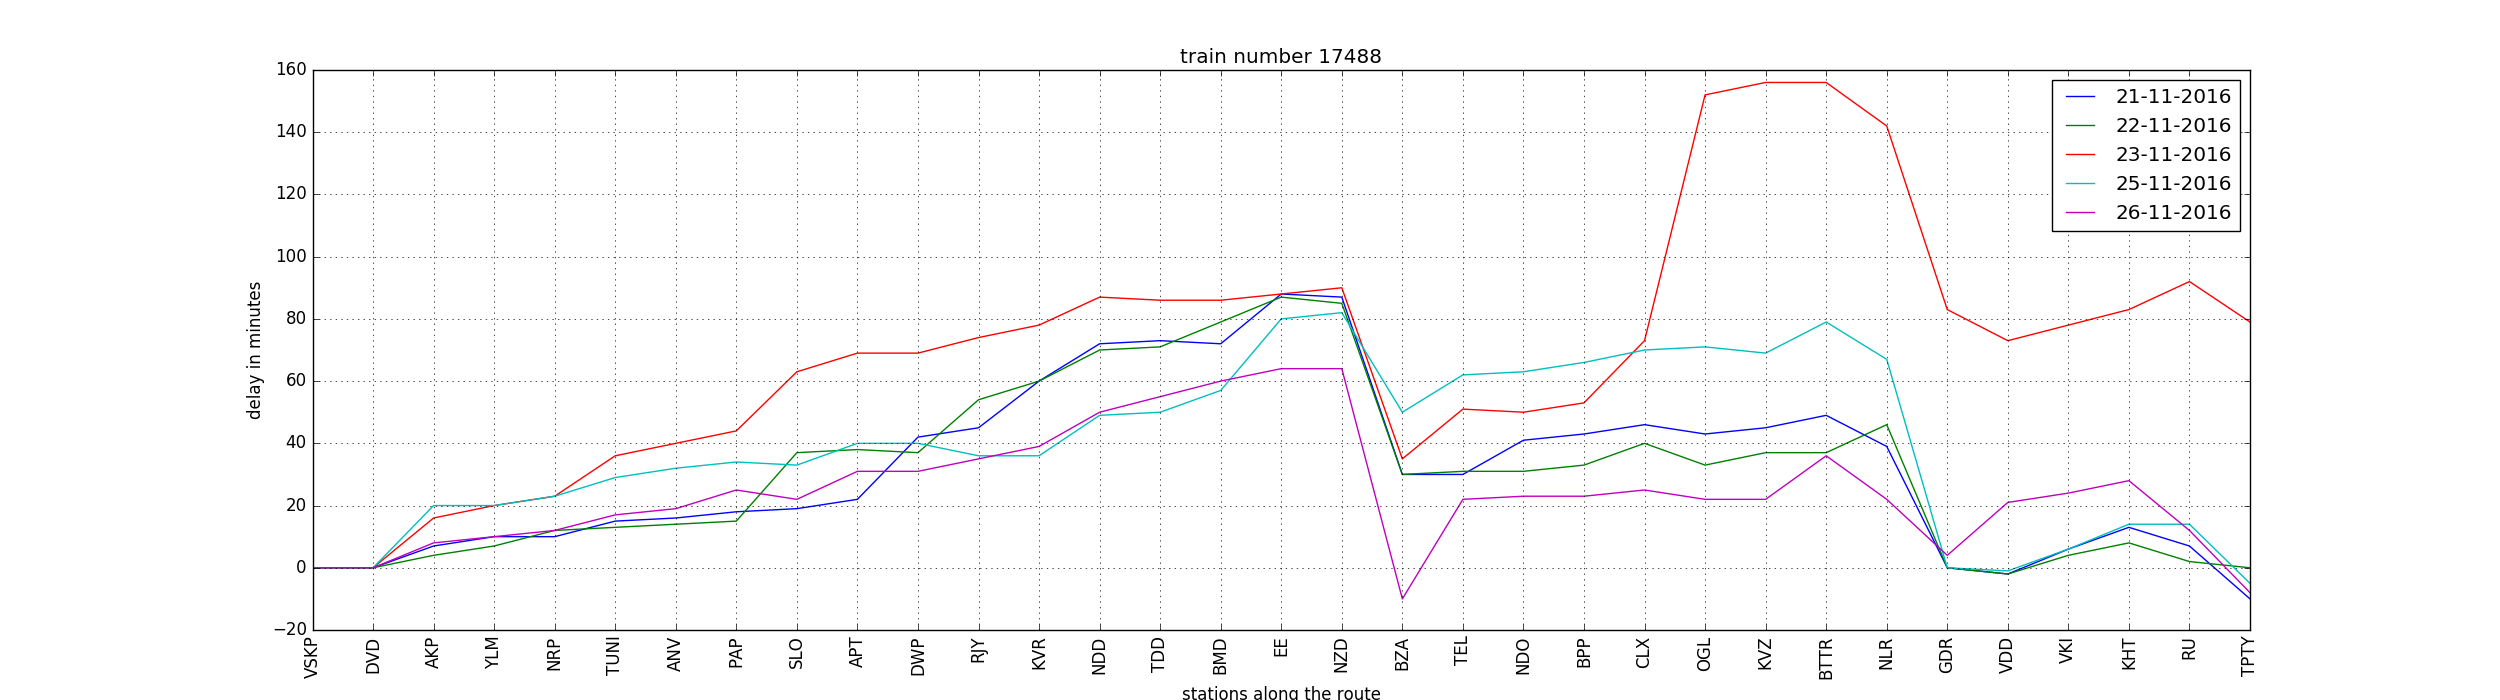 train number 17488
160
140
120
100
80
60
40
20
0
−20
delay in minutes
21-11-2016
22-11-2016
23-11-2016
25-11-2016
26-11-2016
VSKP
DVD
AKP
YLM
NRP
TUNI
ANV
PAP
SLO
APT
DWP
RJY
KVR
NDD
TDD
BMD
EE
NZD
BZA
TEL
NDO
BPP
CLX
OGL
KVZ
BTTR
NLR
GDR
VDD
VKI
KHT
RU
TPTY
stations along the route